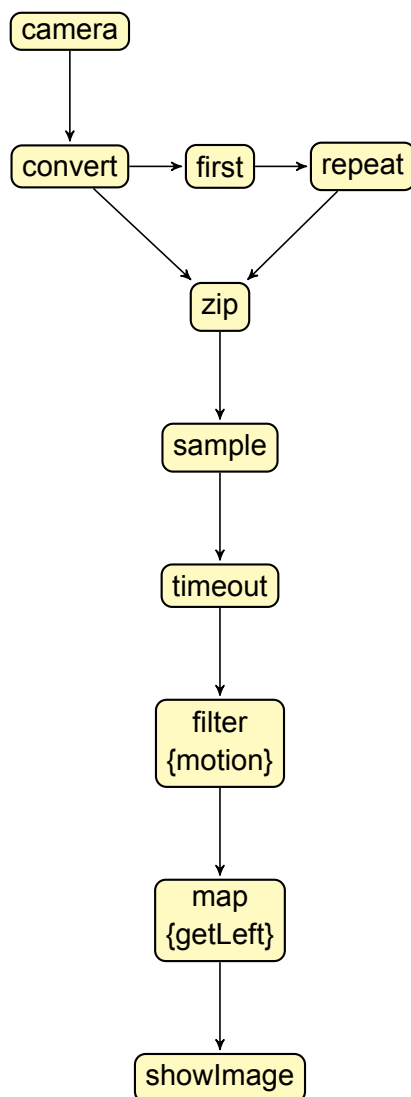 camera
convert
first
repeat
zip
sample
timeout
filter
{motion}
map
{getLeft}
showImage